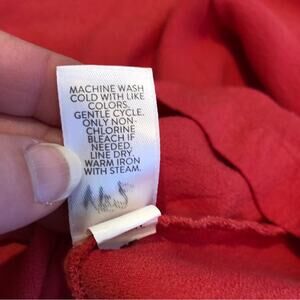 MACHINE WASH
COLD WITH LIKE
COLORS.
GENTLE CYCLE.
ONLY NON-
CHLORINE
BLEACH IF
NEEDED.
LINE DRY.
WARM IRON
WITH STEAM.